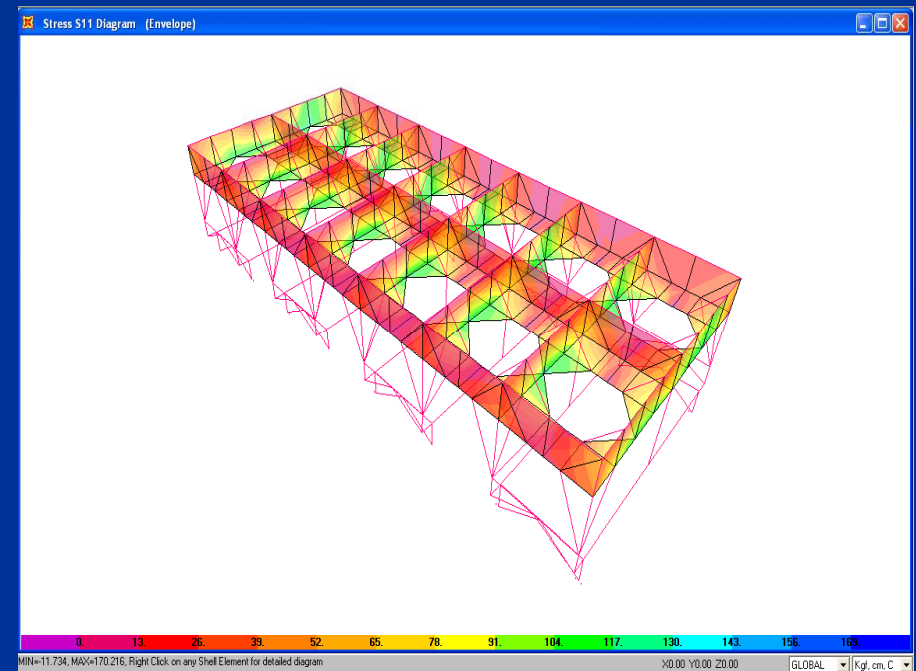 Stress S11 Diagram (Envelope)
0. 13. 26. 39. 52. 65. 78. 91. 104. 117. 130. 143. 156. 169.
MIN=-11.734, MAX=170.216, Right Click on any Shell Element for detailed diagram X0.00 Y0.00 Z0.00 GLOBAL Kgf, cm, C